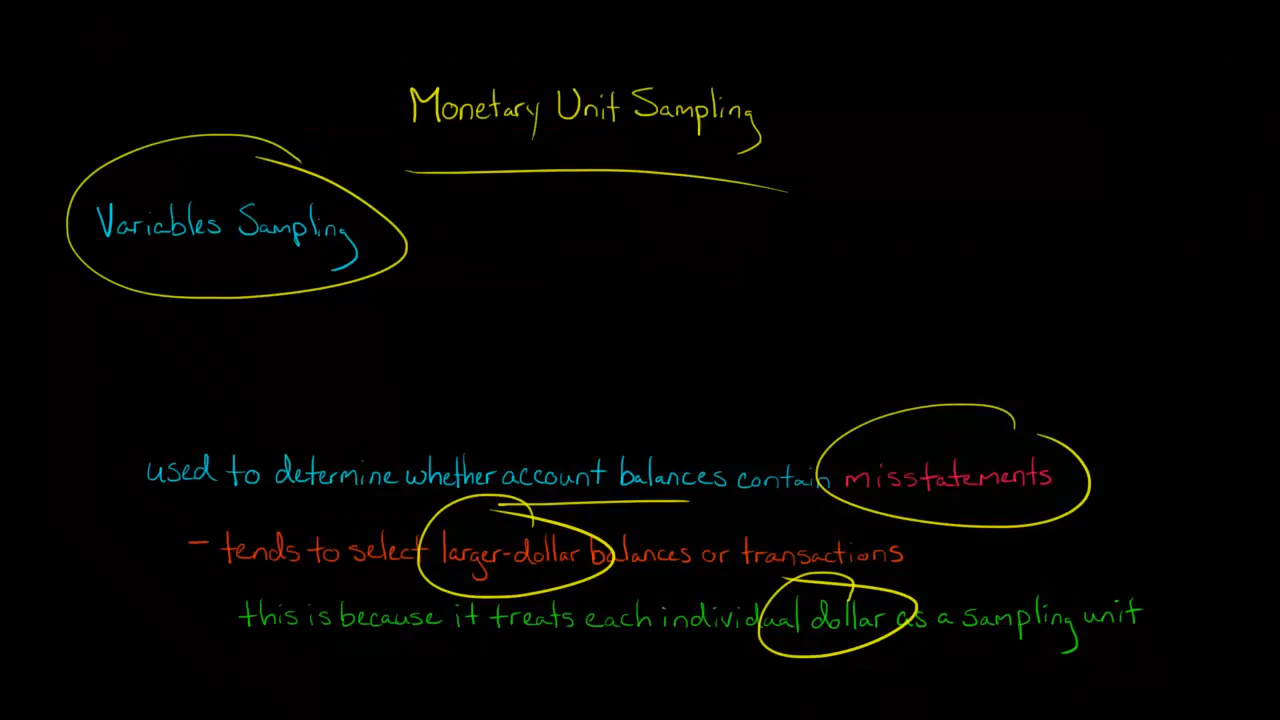 Monetary Unit Sampling
Variables Sampling
used to determine whether account balances contain misstatements
- tends to select larger-dollar balances or transactions
this is because it treats each individual dollar as a sampling unit